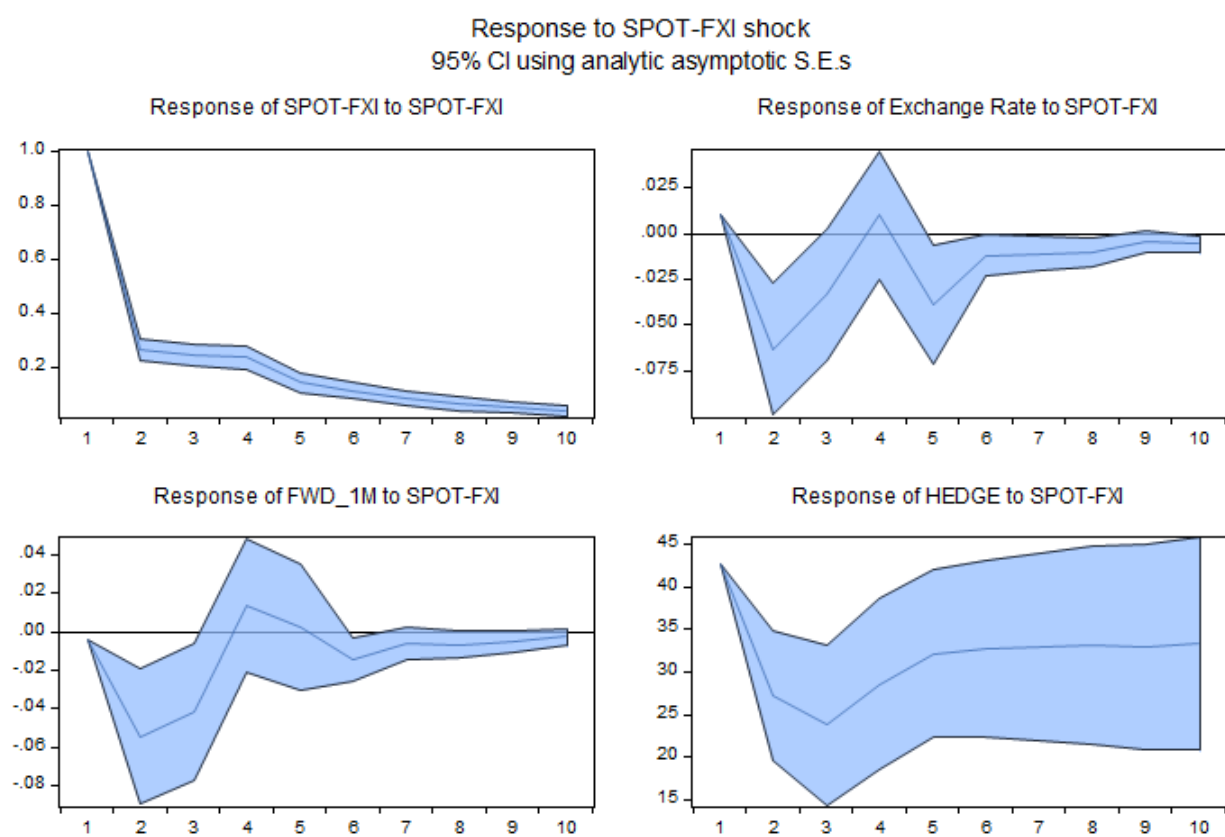 Response to SPOT-FXI shock
95% CI using analytic asymptotic S.E.s
Response of SPOT-FXI to SPOT-FXI
1.0
0.8
0.6
0.4
0.2
1 2 3 4 5 6 7 8 9 10
Response of Exchange Rate to SPOT-FXI
.025
.000
-.025
-.050
-.075
1 2 3 4 5 6 7 8 9 10
Response of FWD_1M to SPOT-FXI
.04
.02
.00
-.02
-.04
-.06
-.08
1 2 3 4 5 6 7 8 9 10
Response of HEDGE to SPOT-FXI
45
40
35
30
25
20
15
1 2 3 4 5 6 7 8 9 10